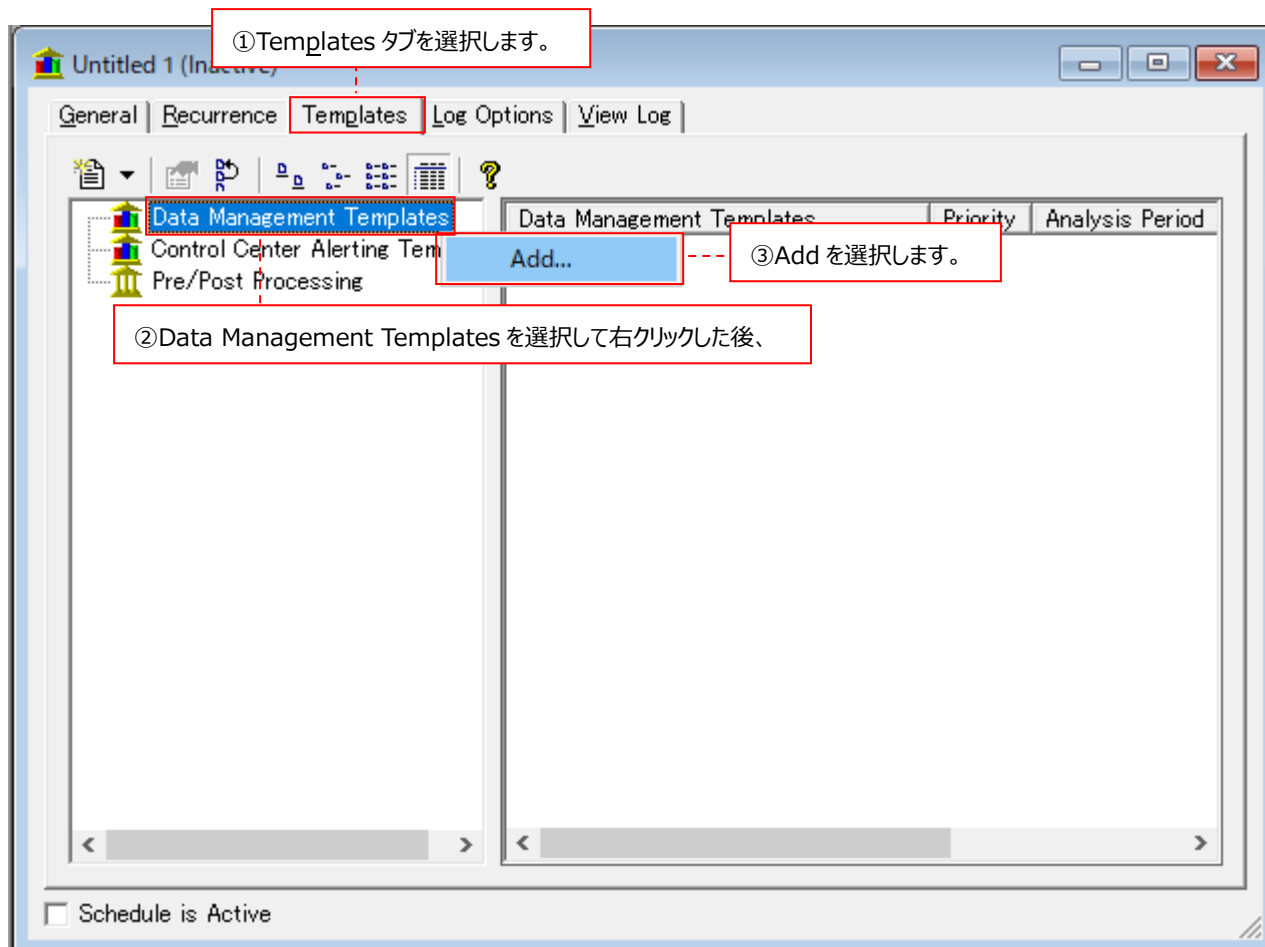 ①Templates タブを選択します。
Untitled 1 (Inactive)
General Recurrence Templates Log Options View Log
Data Management Templates
Control Center Alerting Tem
Pre/Post Processing
Data Management Templates Priority Analysis Period
Add...
③Add を選択します。
②Data Management Templates を選択して右クリックした後、
Schedule is Active